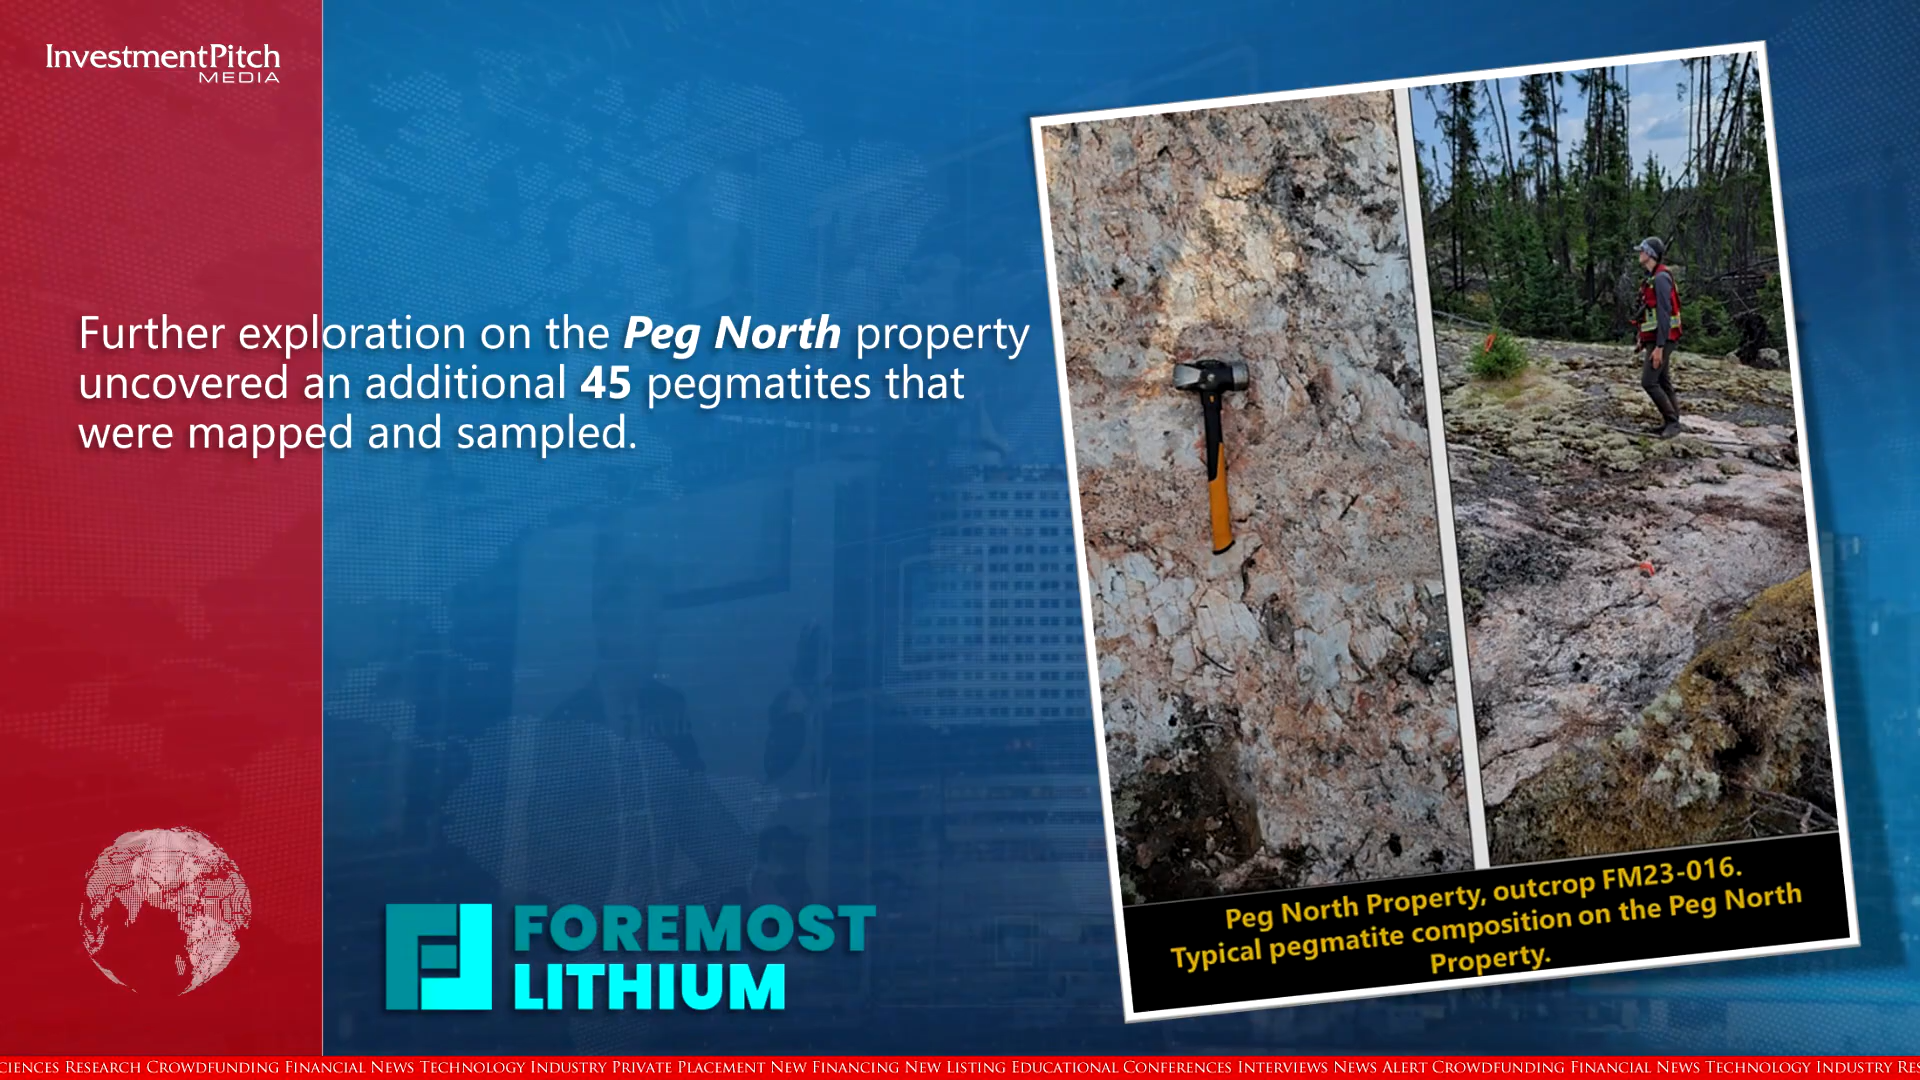 InvestmentPitch
MEDIA
Further exploration on the Peg North property
uncovered an additional 45 pegmatites that
were mapped and sampled.
FOREMOST
LITHIUM
Peg North Property, outcrop FM23-016.
Typical pegmatite composition on the Peg North
Property.
CIENCES RESEARCH CROWDFUNDING FINANCIAL NEWS TECHNOLOGY INDUSTRY PRIVATE PLACEMENT NEW FINANCING NEW LISTING EDUCATIONAL CONFERENCES INTERVIEWS NEWS ALERT CROWDFUNDING FINANCIAL NEWS TECHNOLOGY INDUSTRY RES